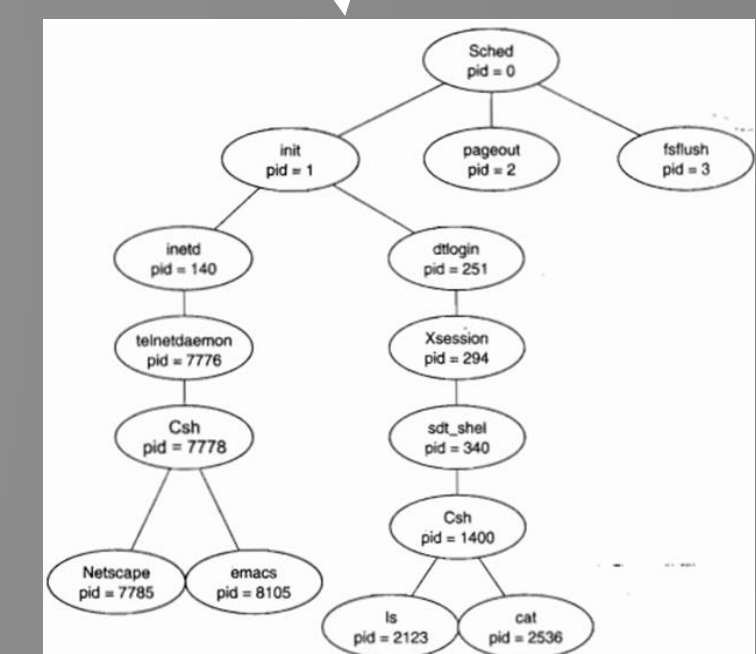 Sched
pid = 0
init
pid = 1
pageout
pid = 2
fsflush
pid = 3
inetd
pid = 140
dtlogin
pid = 251
telnetdaemon
pid = 7776
Xsession
pid = 294
Csh
pid = 7778
sdt_shel
pid = 340
Csh
pid = 1400
Netscape
pid = 7785
emacs
pid = 8105
ls
pid = 2123
cat
pid = 2536